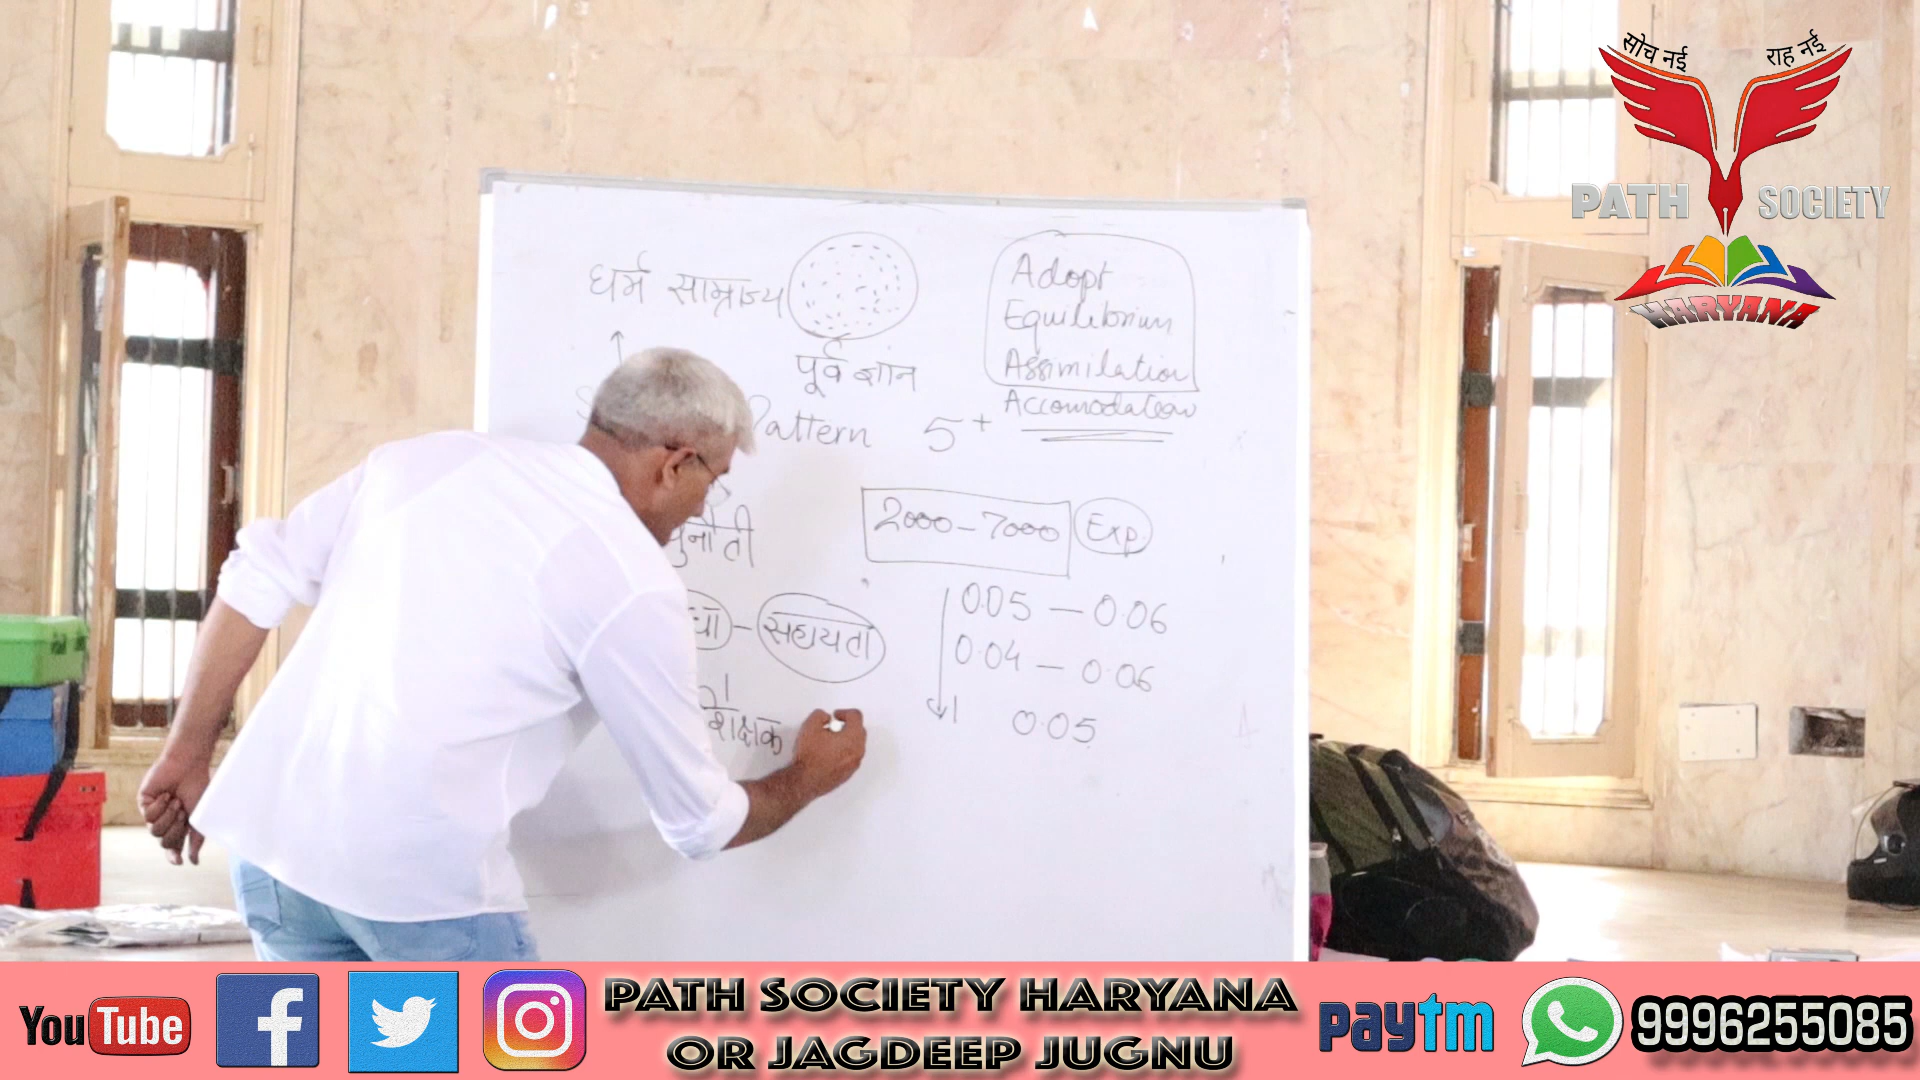 सोच नई राह नई
PATH SOCIETY
HARYANA
धर्म साम्राज्य
पूर्व ज्ञान
Pattern 5+
Adopt
Equilibrium
Assimilation
Accomodation
2000-7000 Exp.
0.05 — 0.06
0.04 — 0.06
0.05
सहायता
YouTube
f
PATH SOCIETY HARYANA
OR JAGDEEP JUGNU
paytm
9996255085